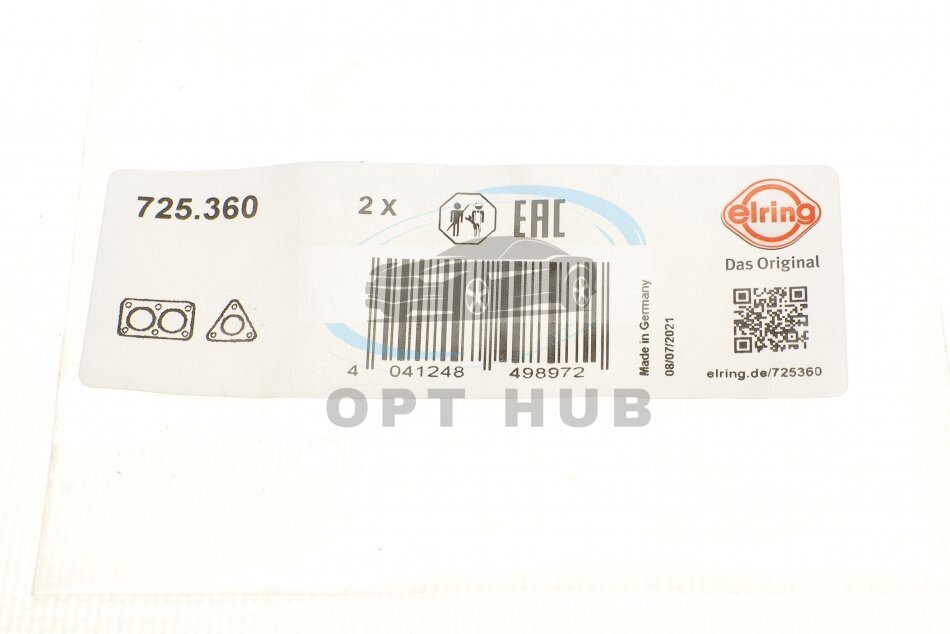 725.360
2 x
EAC
elring
Das Original
4 041248 498972
Made in Germany
08/07/2021
elring.de/725360
OPT HUB